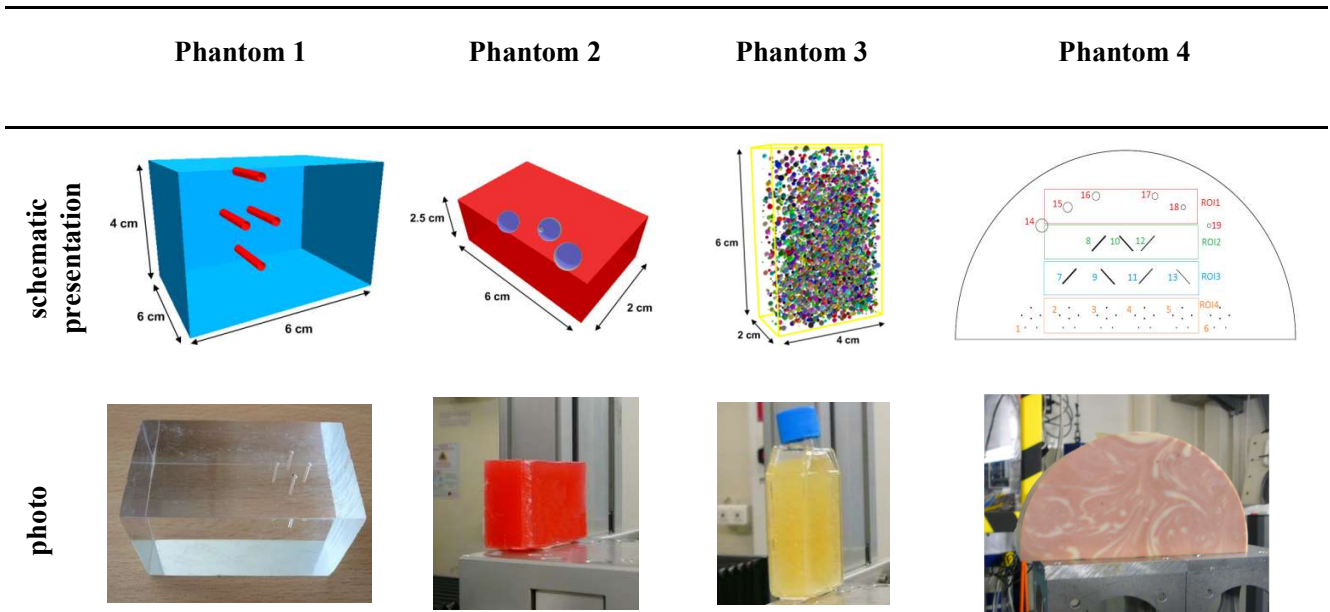 Phantom 1
Phantom 2
Phantom 3
Phantom 4
schematic
presentation
4 cm
6 cm
6 cm
2.5 cm
6 cm
2 cm
6 cm
2 cm
4 cm
16
17
ROI1
15
18
14
19
8
10
12
ROI2
7
9
11
13
ROI3
ROI4
2
3
4
5
1
6
photo